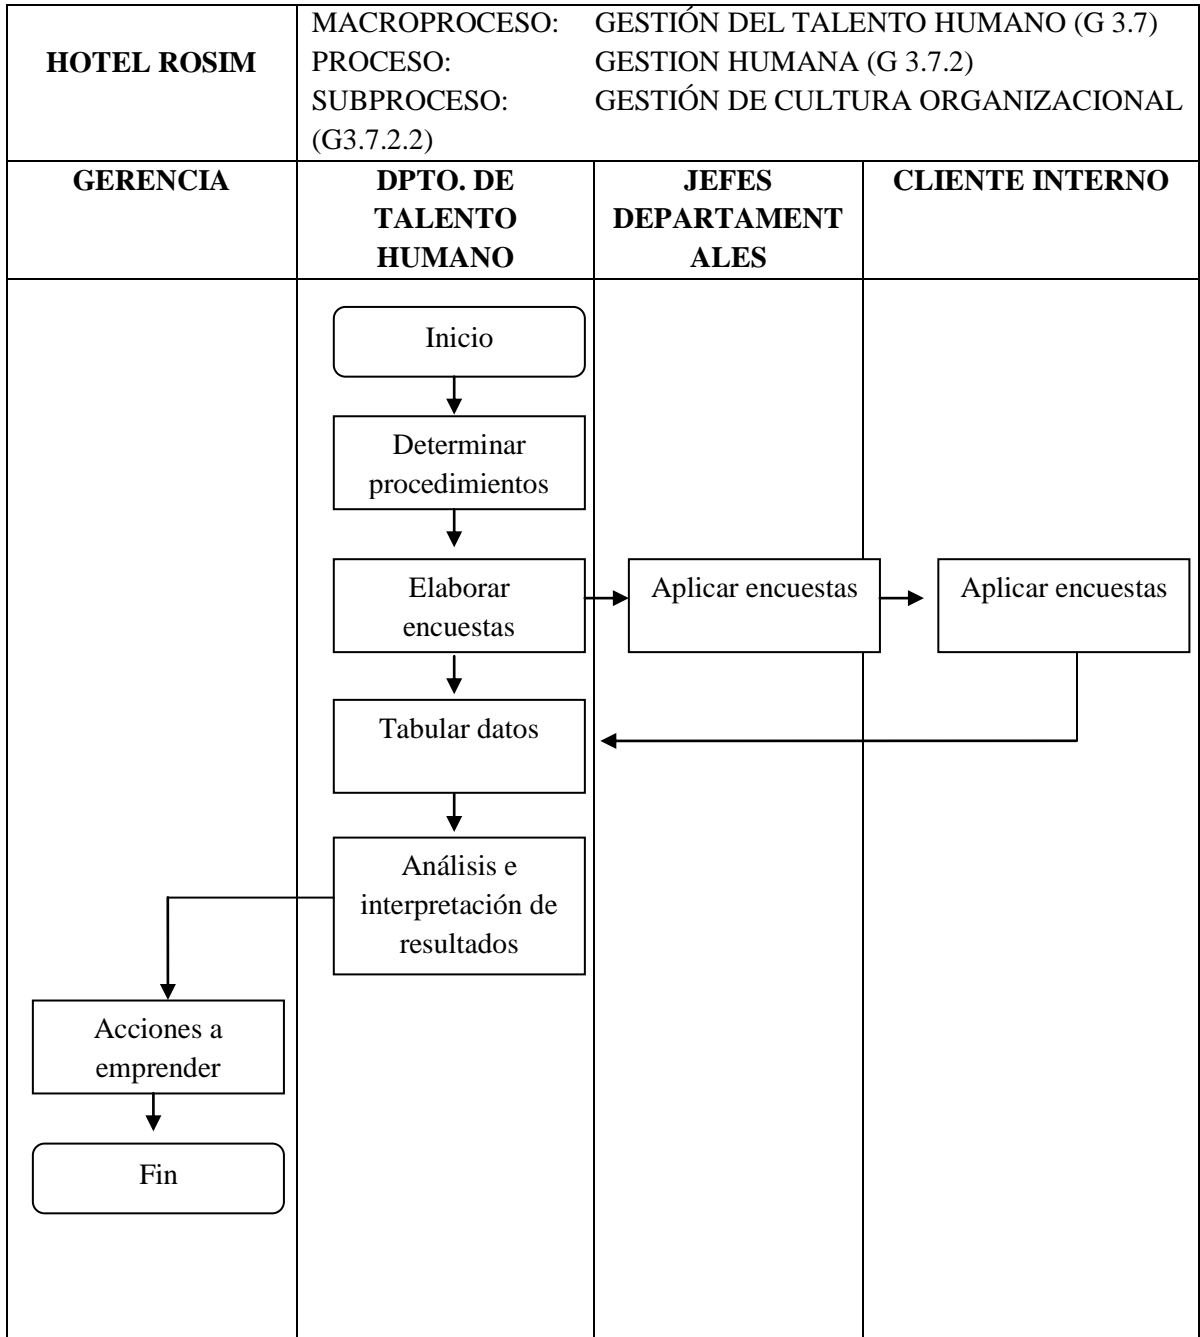 HOTEL ROSIM
MACROPROCESO: GESTIÓN DEL TALENTO HUMANO (G 3.7)
PROCESO: GESTION HUMANA (G 3.7.2)
SUBPROCESO: GESTIÓN DE CULTURA ORGANIZACIONAL
(G3.7.2.2)
GERENCIA
DPTO. DE
TALENTO
HUMANO
JEFES
DEPARTAMENT
ALES
CLIENTE INTERNO
Inicio
Determinar
procedimientos
Elaborar
encuestas
Aplicar encuestas
Aplicar encuestas
Tabular datos
Análisis e
interpretación de
resultados
Acciones a
emprender
Fin